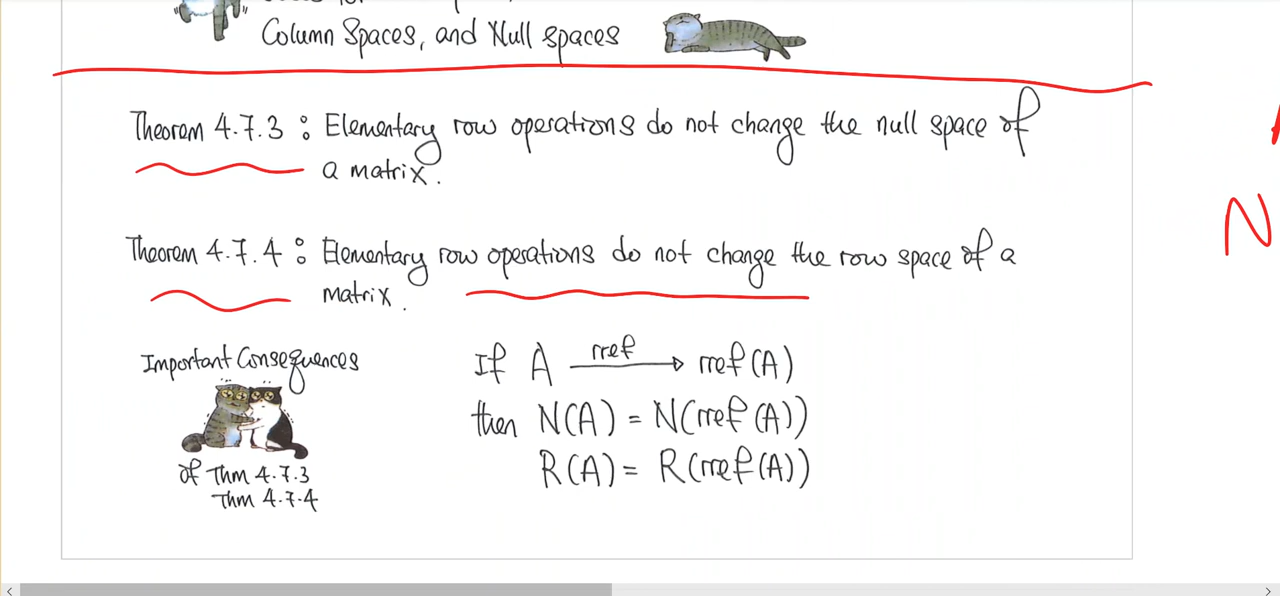 Column Spaces, and Null spaces
Theorem 4.7.3 : Elementary row operations do not change the null space of
a matrix.
Theorem 4.7.4 : Elementary row operations do not change the row space of a
matrix.
Important Consequences
of Thm 4.7.3
Thm 4.7.4
If A rref → rref(A)
then N(A) = N(rref(A))
R(A) = R(rref(A))
N